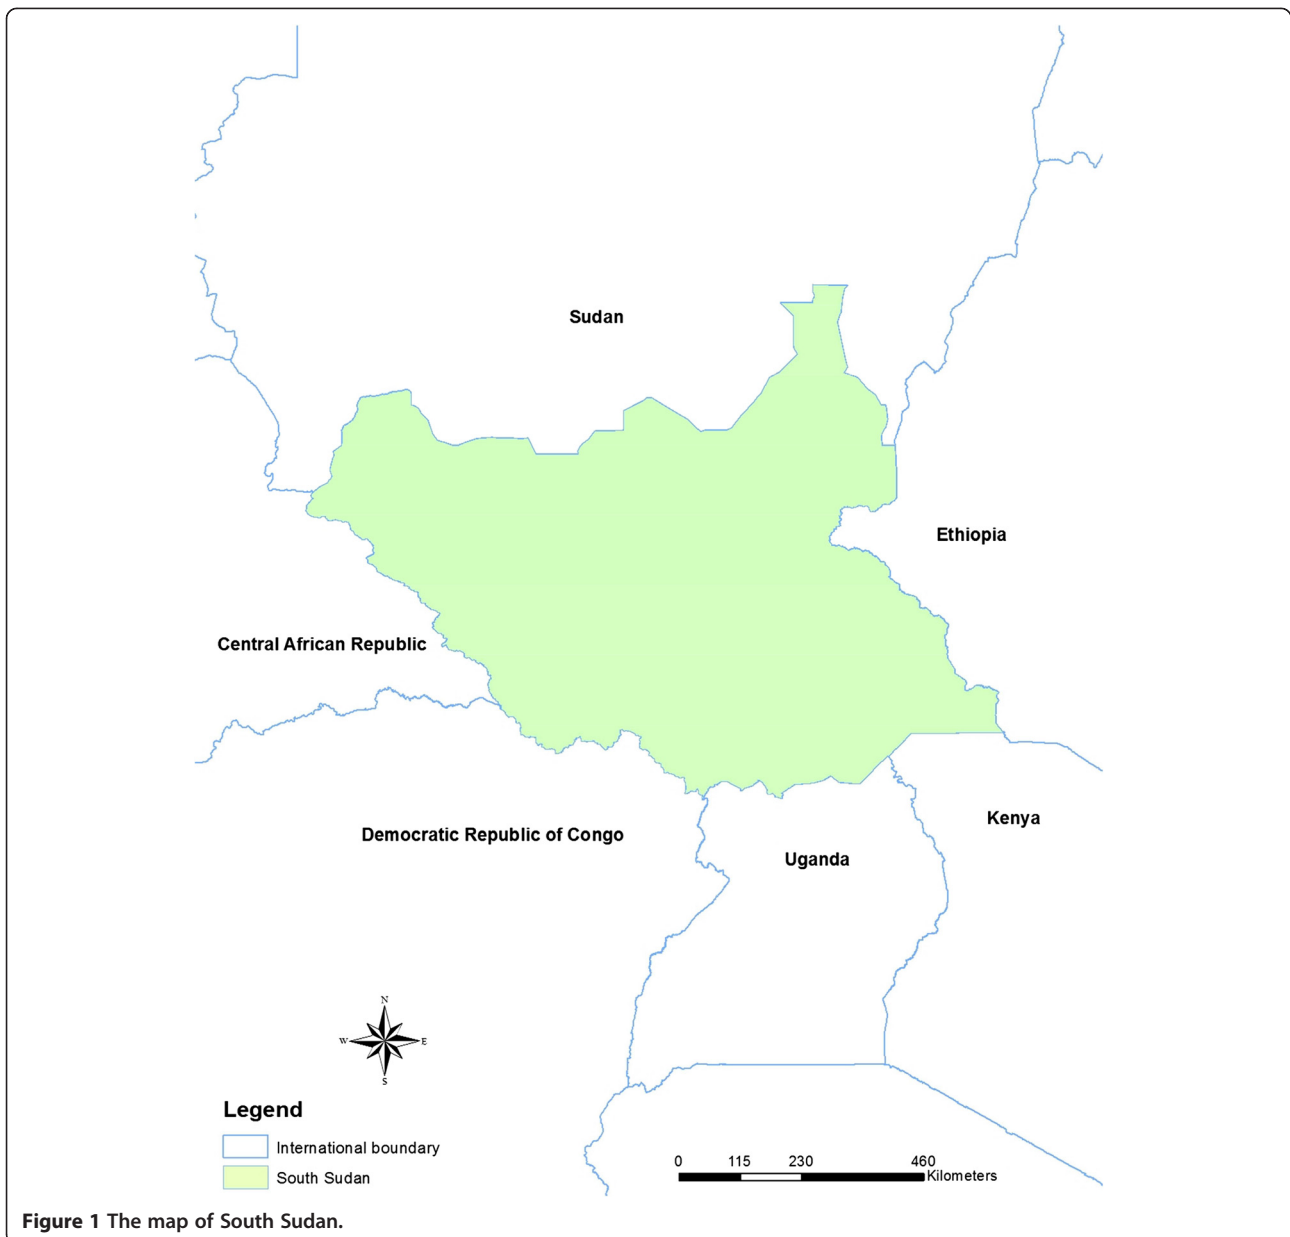 Sudan
Ethiopia
Central African Republic
Kenya
Democratic Republic of Congo
Uganda
N
W E
S
Legend
International boundary
South Sudan
0 115 230 460
Kilometers
Figure 1 The map of South Sudan.